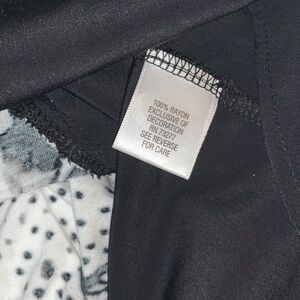 100% RAYON
EXCLUSIVE OF
DECORATION
RN 73277
SEE REVERSE
FOR CARE